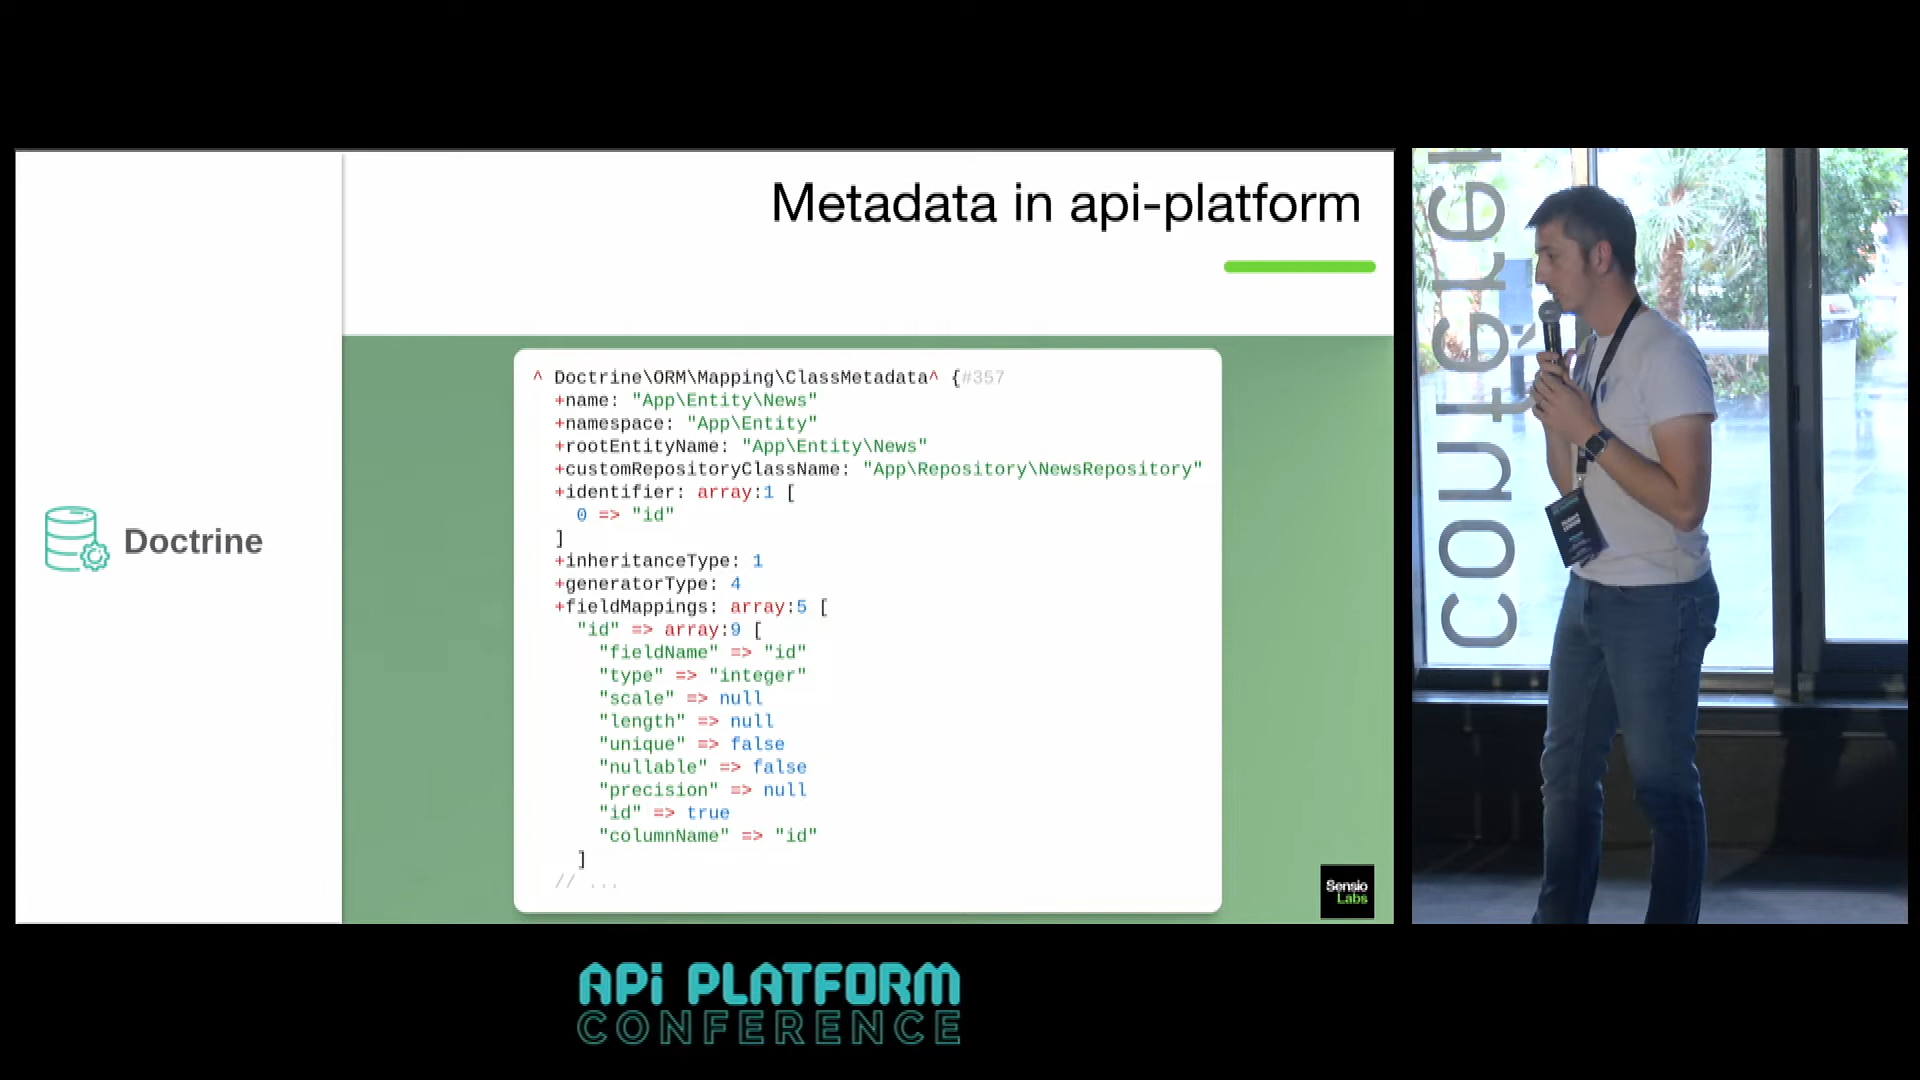 Metadata in api-platform
Doctrine
^ Doctrine\ORM\Mapping\ClassMetadata^ {#357
+name: "App\Entity\News"
+namespace: "App\Entity"
+rootEntityName: "App\Entity\News"
+customRepositoryClassName: "App\Repository\NewsRepository"
+identifier: array:1 [
0 => "id"
]
+inheritanceType: 1
+generatorType: 4
+fieldMappings: array:5 [
"id" => array:9 [
"fieldName" => "id"
"type" => "integer"
"scale" => null
"length" => null
"unique" => false
"nullable" => false
"precision" => null
"id" => true
"columnName" => "id"
]
// ...
Sensio
Labs
APi PLATFORM
CONFERENCE